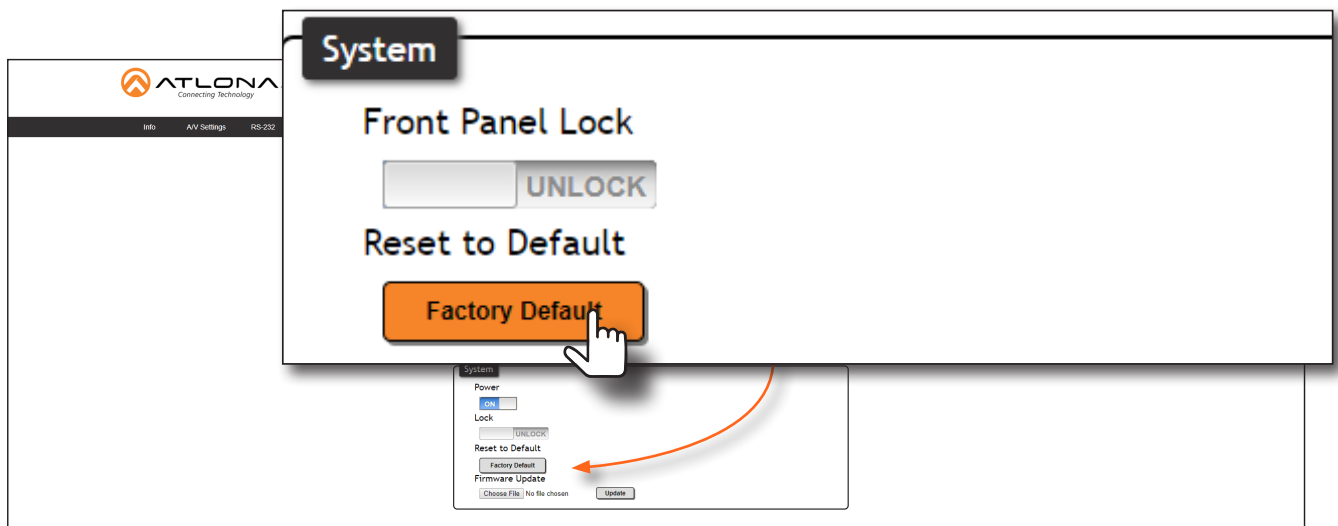 System
Front Panel Lock
UNLOCK
Reset to Default
Factory Default
ATLONA
Connecting Technology
Info A/V Settings RS-232
System
Power
ON
Lock
UNLOCK
Reset to Default
Factory Default
Firmware Update
Choose File No file chosen Update